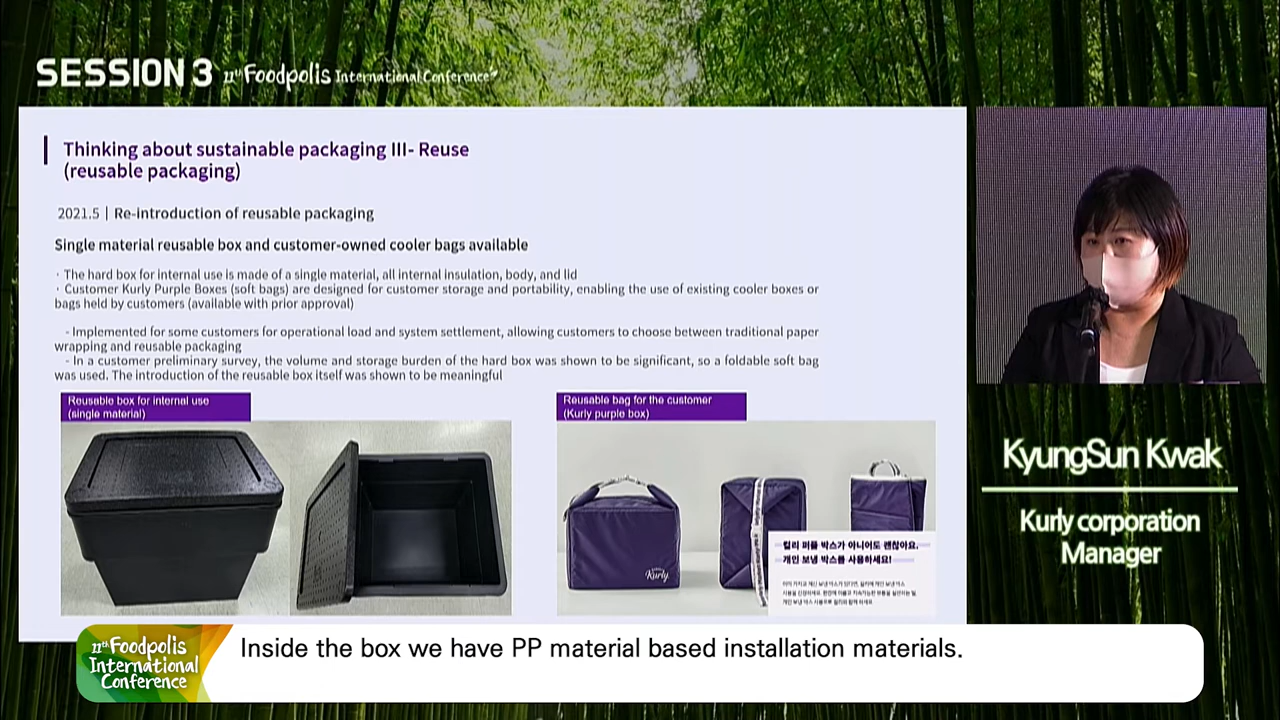 SESSION 3 11th Foodpolis International Conference
Thinking about sustainable packaging III- Reuse
(reusable packaging)
2021.5 | Re-introduction of reusable packaging
Single material reusable box and customer-owned cooler bags available
· The hard box for internal use is made of a single material, all internal insulation, body, and lid
· Customer Kurly Purple Boxes (soft bags) are designed for customer storage and portability, enabling the use of existing cooler boxes or
bags held by customers (available with prior approval)
- Implemented for some customers for operational load and system settlement, allowing customers to choose between traditional paper
wrapping and reusable packaging
- In a customer preliminary survey, the volume and storage burden of the hard box was shown to be significant, so a foldable soft bag
was used. The introduction of the reusable box itself was shown to be meaningful
Reusable box for internal use
(single material)
Reusable bag for the customer
(Kurly purple box)
Kurly
컬리 퍼플 박스가 아니어도 괜찮아요.
개인 보냉 박스를 사용하세요!
KyungSun Kwak
Kurly corporation
Manager
11th Foodpolis
International
Conference
Inside the box we have PP material based installation materials.